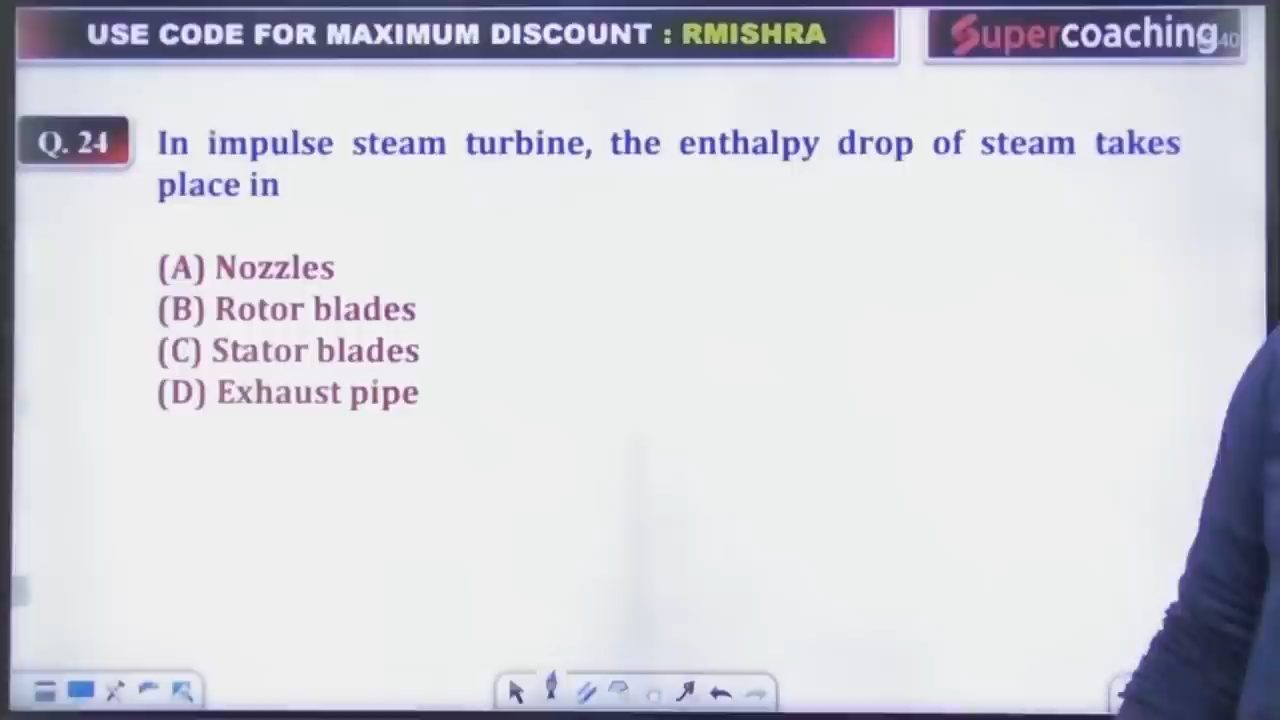 USE CODE FOR MAXIMUM DISCOUNT : RMISHRA
Supercoaching
40
Q. 24
In impulse steam turbine, the enthalpy drop of steam takes
place in
(A) Nozzles
(B) Rotor blades
(C) Stator blades
(D) Exhaust pipe